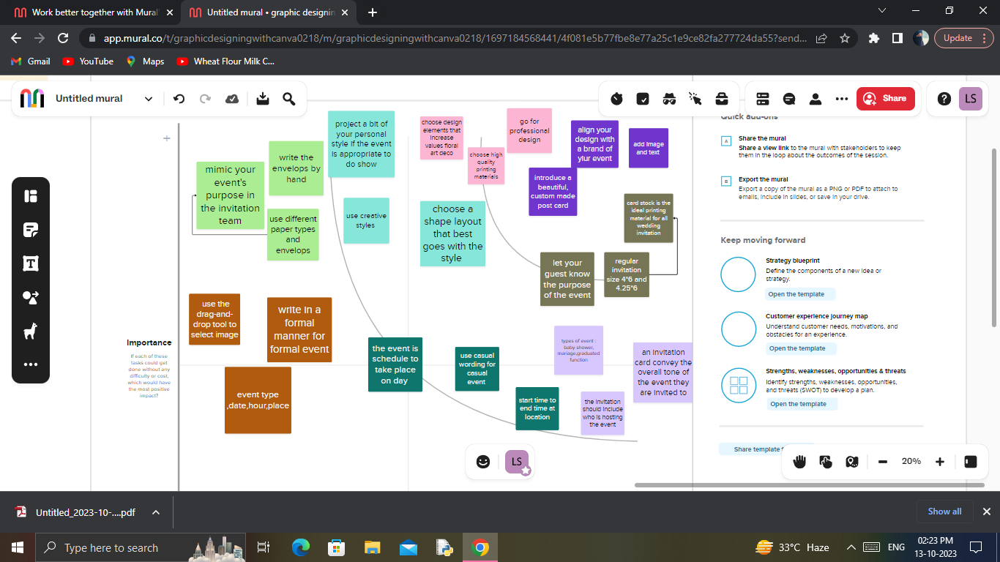 Work better together with Mural
Untitled mural • graphic designin
app.mural.co/t/graphicdesigningwithcanva0218/m/graphicdesigningwithcanva0218/1697184568441/4f081e5b77fbe8e77a25c1e9ce82fa277724da55?send...
Update
Gmail
YouTube
Maps
Wheat Flour Milk C...
Untitled mural
Share
LS
project a bit of
your personal
style if the event
is appropriate to
do show
write the
envelops by
hand
mimic your
event's
purpose in
the invitation
team
use different
paper types
and
envelops
use creative
styles
choose design
elements that
increase
values floral
art deco
go for
professional
design
choose high
quality
printing
materials
align your
design with
a brand of
yiur event
add image
and text
introduce a
beautiful,
custom made
post card
choose a
shape layout
that best
goes with the
style
card stock is the
ideal printing
material for all
wedding
invitation
let your
guest know
the purpose
of the event
regular
invitation
size 4*6 and
4.25*6
use the
drag-and-
drop tool to
select image
write in a
formal
manner for
formal event
event type
,date,hour,place
the event is
schedule to
take place
on day
use casual
wording for
casual
event
start time to
end time at
location
types of event :
baby shower,
mariage,graduated
function
an invitation
card convey the
overall tone of
the event they
are invited to
the invitation
should include
who is hosting
the event
Importance
If each of these
tasks could get
done without any
difficulty or cost,
which would have
the most positive
impact?
Quick add-ons
A
Share the mural
Share a view link to the mural with stakeholders to keep
them in the loop about the outcomes of the session.
B
Export the mural
Export a copy of the mural as a PNG or PDF to attach to
emails, include in slides, or save in your drive.
Keep moving forward
Strategy blueprint
Define the components of a new idea or
strategy.
Open the template
Customer experience journey map
Understand customer needs, motivations, and
obstacles for an experience.
Open the template
Strengths, weaknesses, opportunities & threats
Identify strengths, weaknesses, opportunities,
and threats (SWOT) to develop a plan.
Open the template
Share template
LS
20%
Untitled_2023-10-....pdf
Show all
Type here to search
33°C Haze
ENG
02:23 PM
13-10-2023